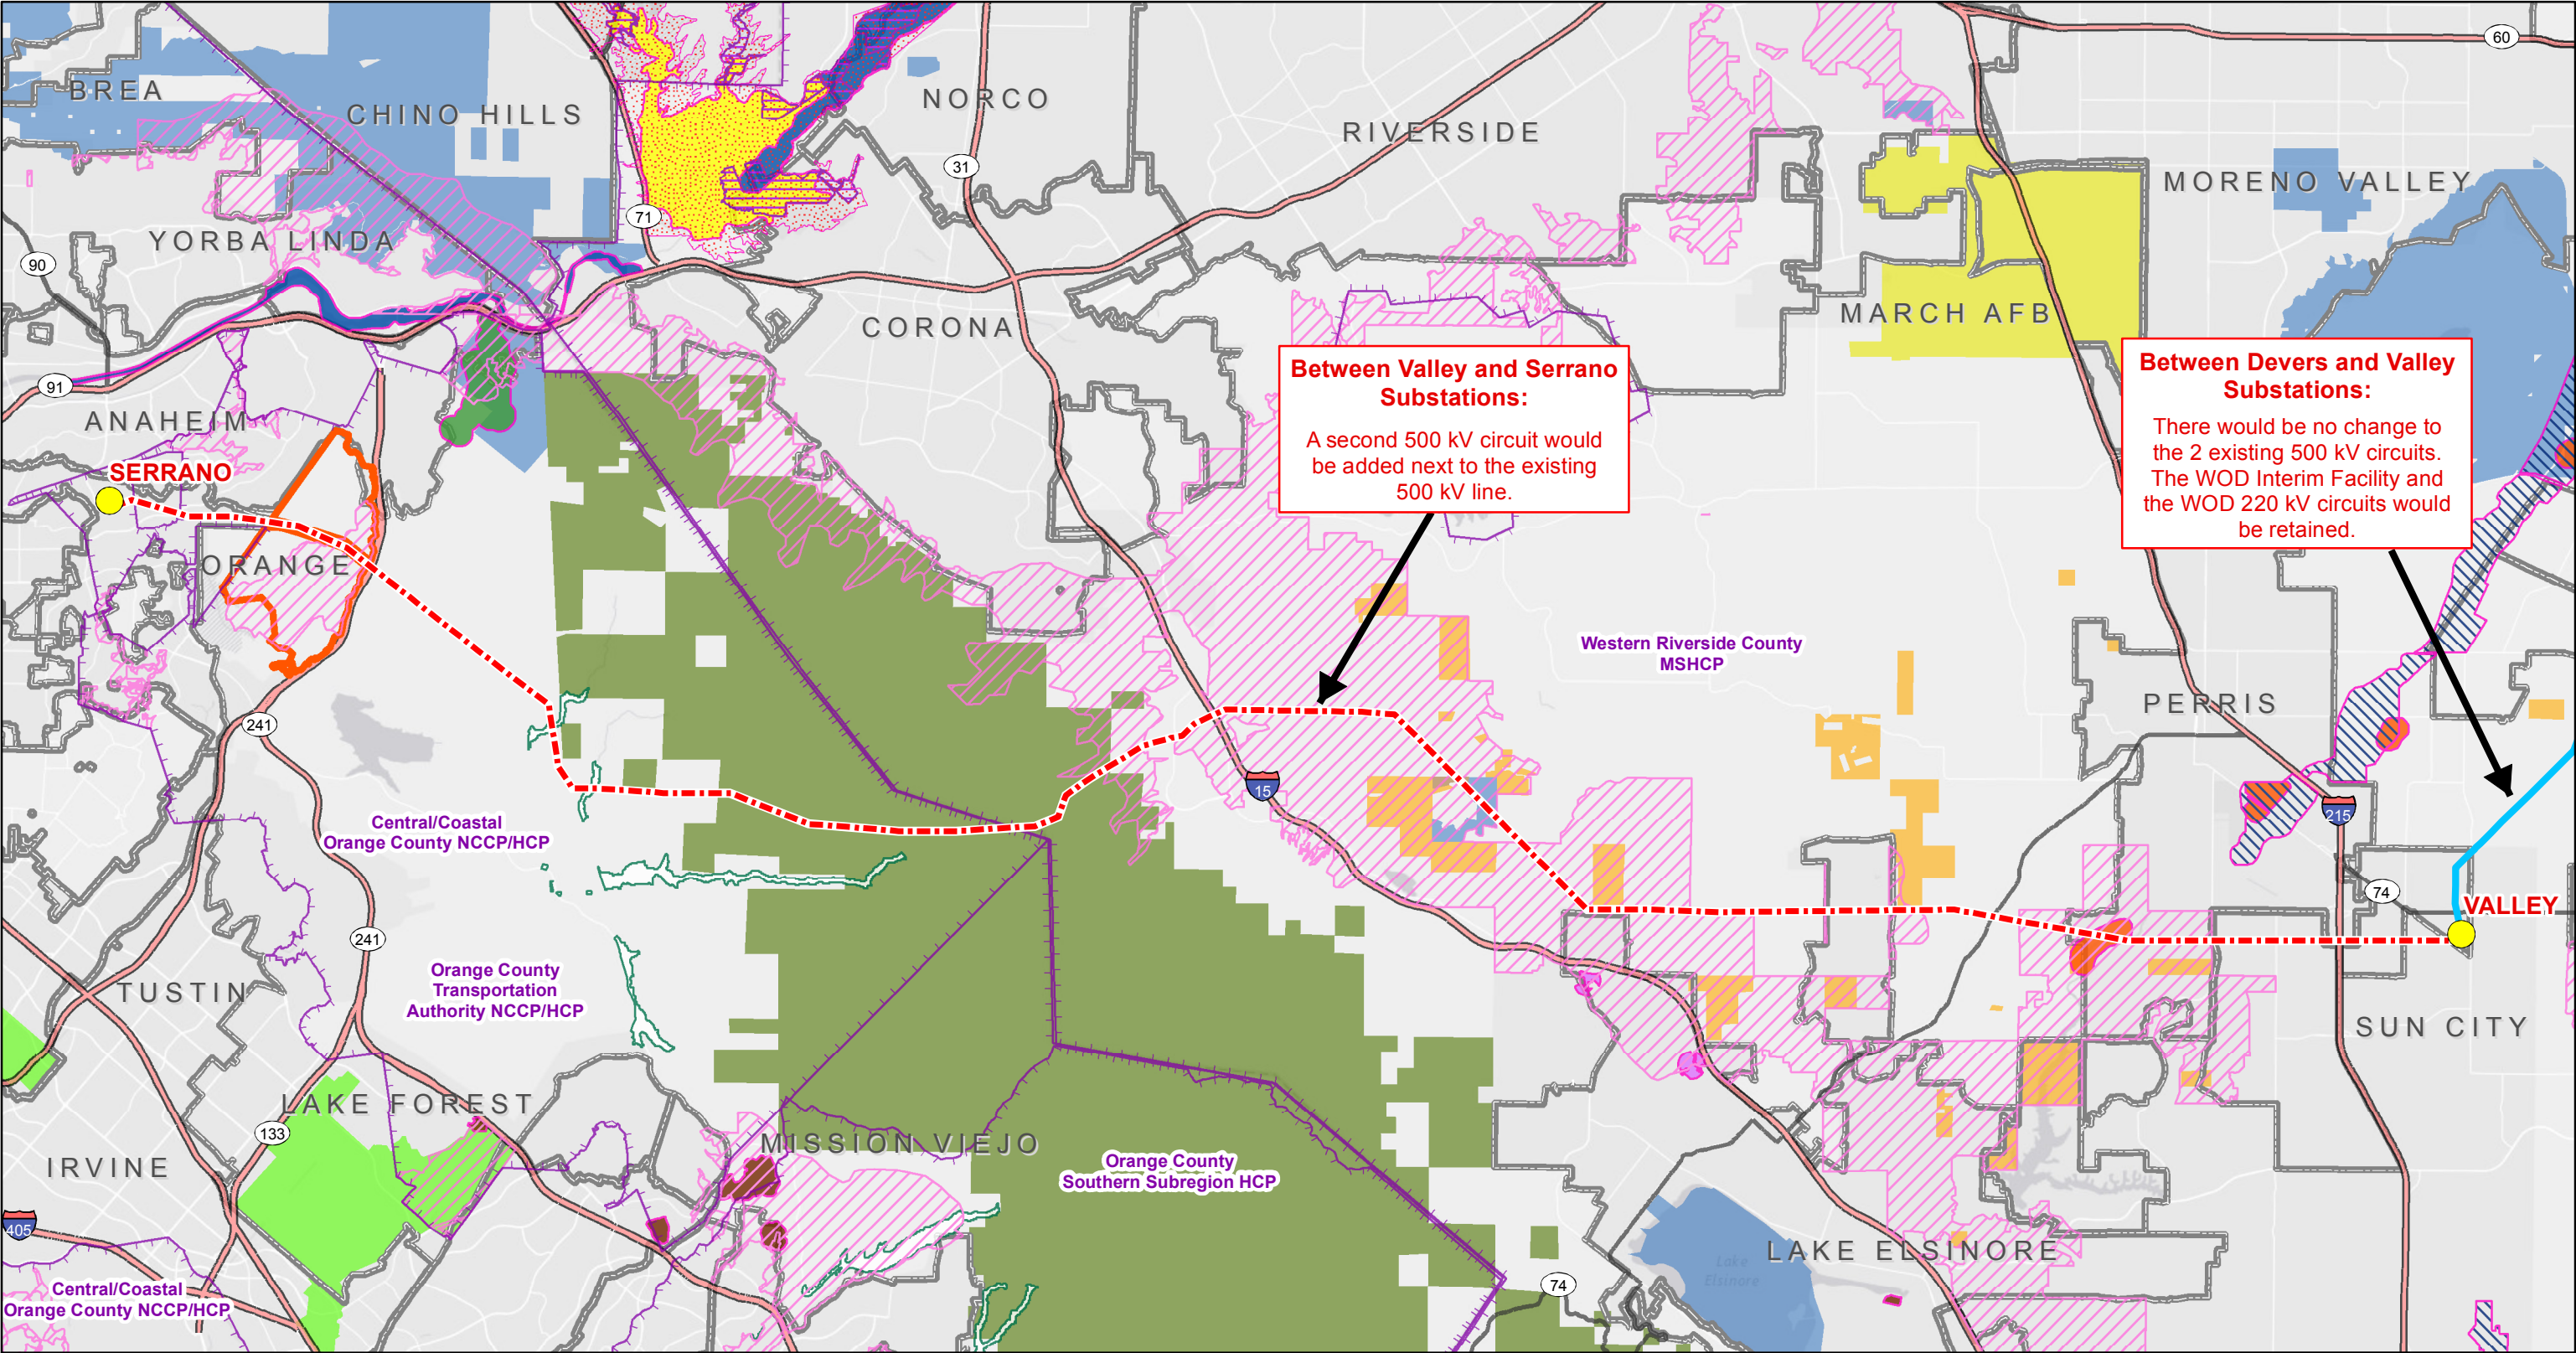 60
BREA
CHINO HILLS
NORCO
RIVERSIDE
31
MORENO VALLEY
71
YORBA LINDA
90
MARCH AFB
CORONA
Between Valley and Serrano
Substations:
A second 500 kV circuit would
be added next to the existing
500 kV line.
Between Devers and Valley
Substations:
There would be no change to
the 2 existing 500 kV circuits.
The WOD Interim Facility and
the WOD 220 kV circuits would
be retained.
91
ANAHEIM
SERRANO
ORANGE
Western Riverside County
MSHCP
PERRIS
241
15
215
Central/Coastal
Orange County NCCP/HCP
74
VALLEY
241
Orange County
Transportation
Authority NCCP/HCP
TUSTIN
SUN CITY
LAKE FOREST
133
MISSION VIEJO
IRVINE
Orange County
Southern Subregion HCP
405
LAKE ELSINORE
Lake
Elsinore
74
Central/Coastal
Orange County NCCP/HCP